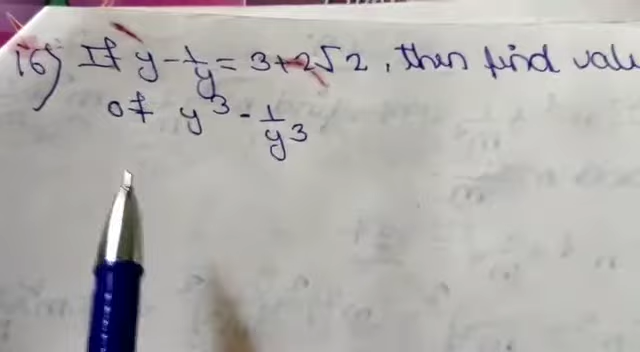 16) If y - 1/y = 3+2√2, then find valu
of y³ - 1/y³